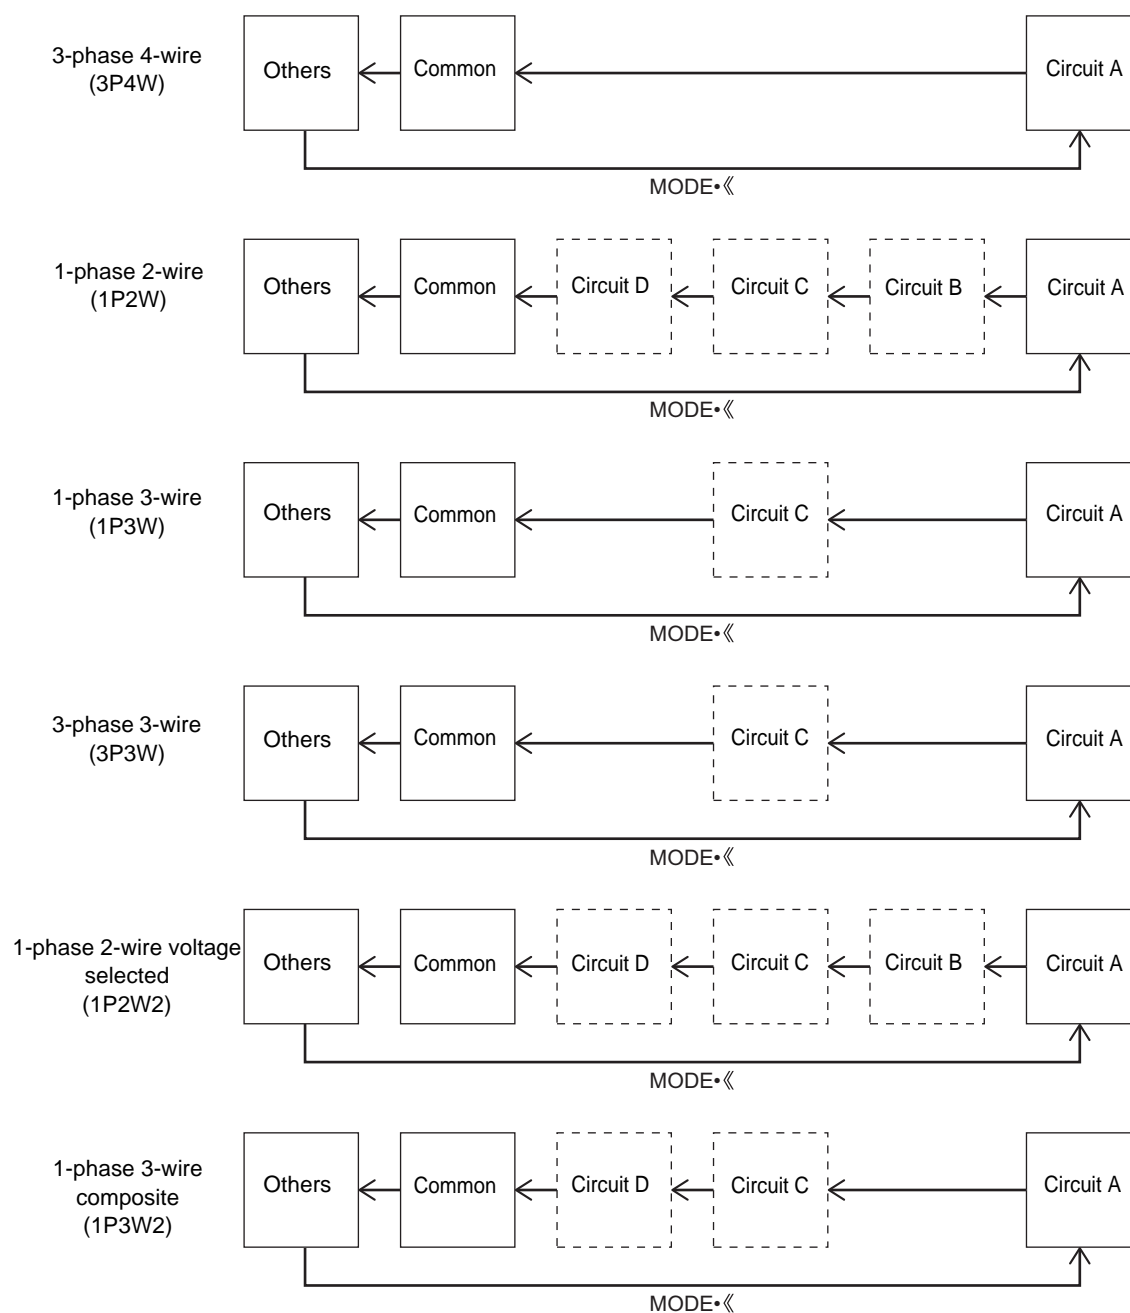 3-phase 4-wire
(3P4W)
Others
Common
Circuit A
MODE•《
1-phase 2-wire
(1P2W)
Others
Common
Circuit D
Circuit C
Circuit B
Circuit A
MODE•《
1-phase 3-wire
(1P3W)
Others
Common
Circuit C
Circuit A
MODE•《
3-phase 3-wire
(3P3W)
Others
Common
Circuit C
Circuit A
MODE•《
1-phase 2-wire voltage
selected
(1P2W2)
Others
Common
Circuit D
Circuit C
Circuit B
Circuit A
MODE•《
1-phase 3-wire
composite
(1P3W2)
Others
Common
Circuit D
Circuit C
Circuit A
MODE•《